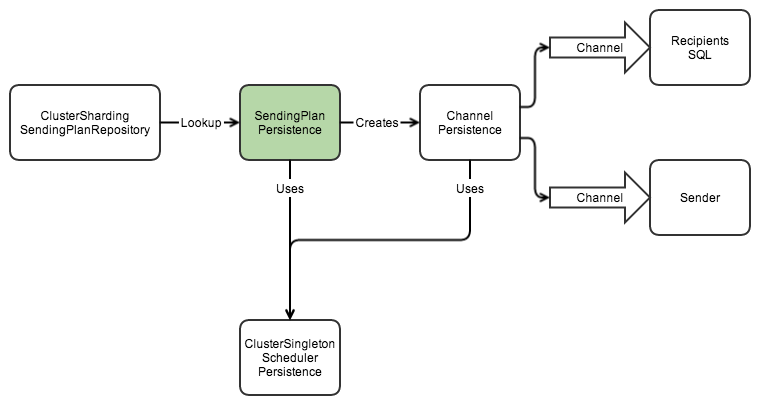 Recipients
SQL
Channel
ClusterSharding
SendingPlanRepository
Lookup
SendingPlan
Persistence
Creates
Channel
Persistence
Uses
Uses
Channel
Sender
ClusterSingleton
Scheduler
Persistence